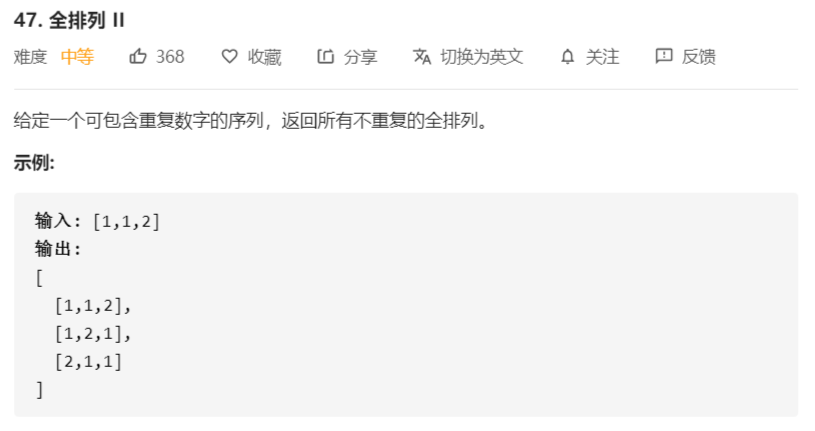 47. 全排列 II
难度 中等 368 收藏 分享 切换为英文 关注 反馈
给定一个可包含重复数字的序列，返回所有不重复的全排列。
示例:
输入: [1,1,2]
输出:
[
  [1,1,2],
  [1,2,1],
  [2,1,1]
]